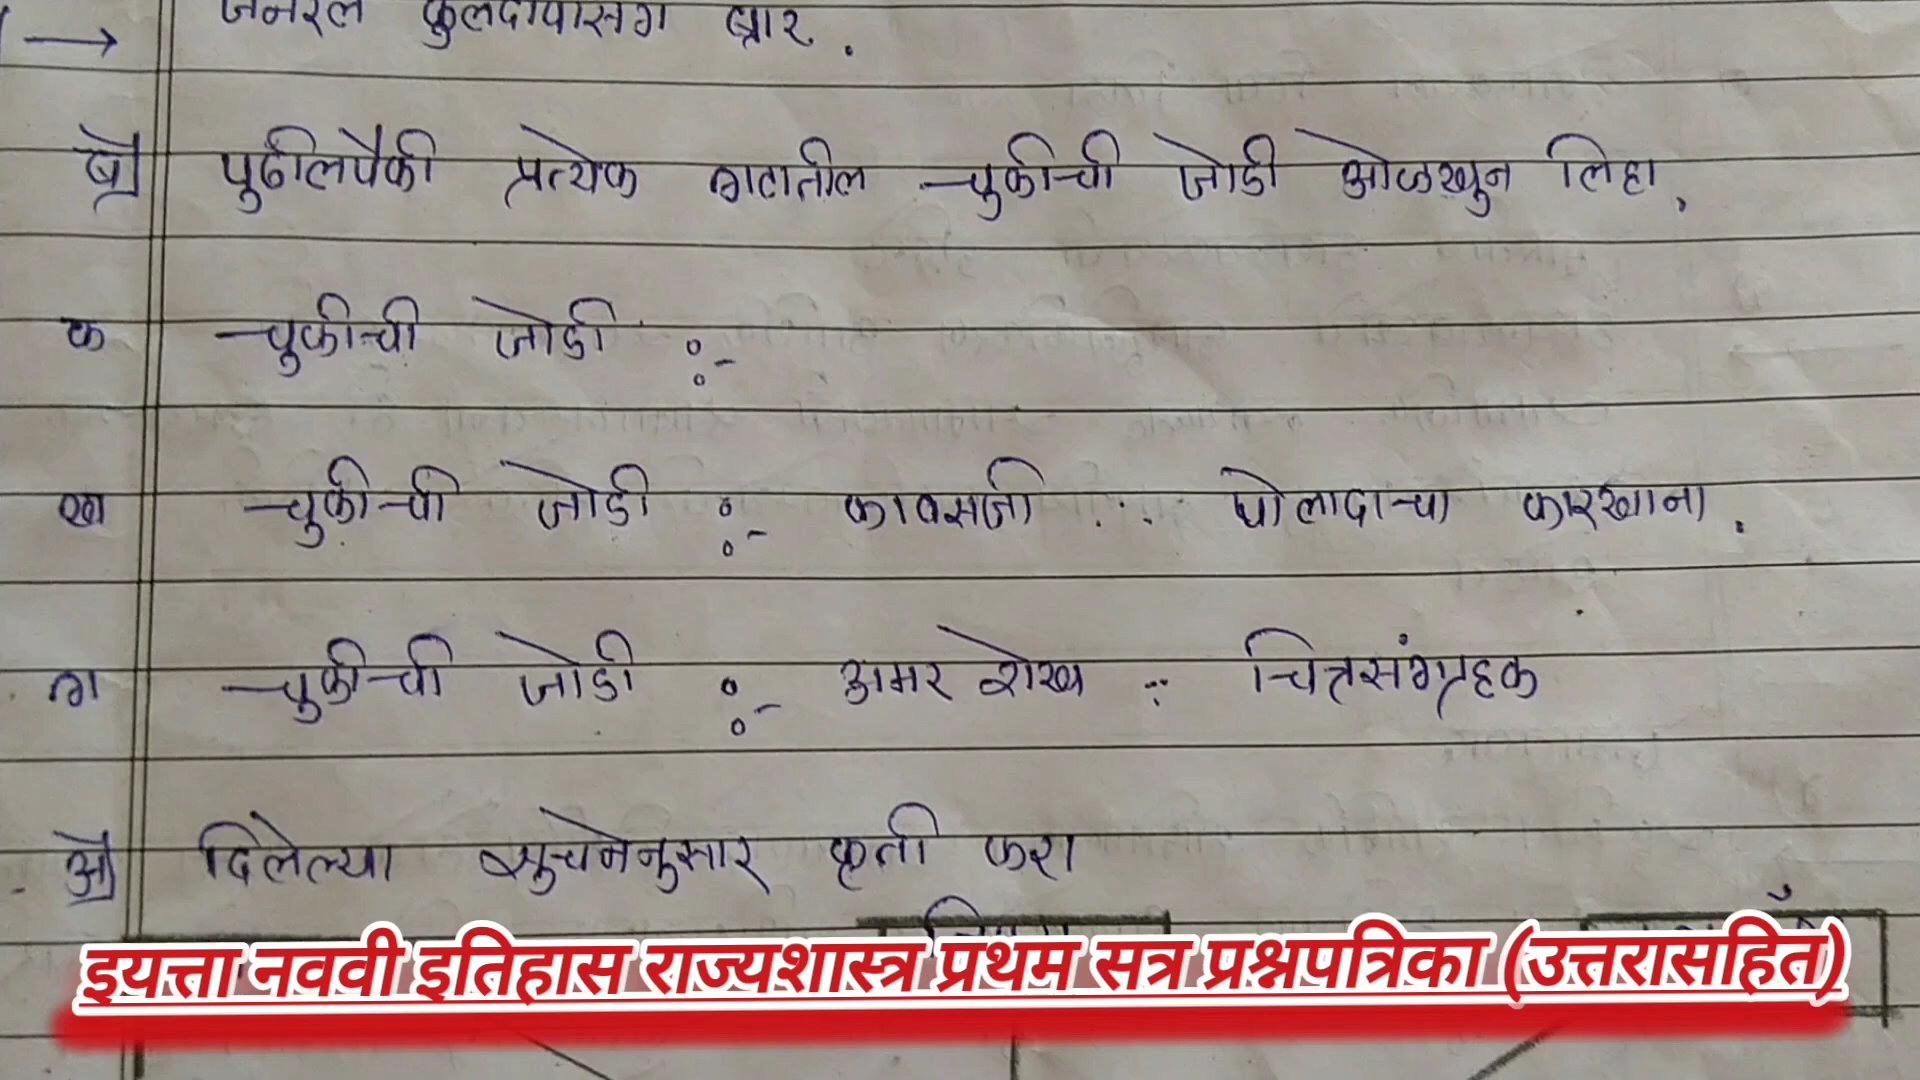 जनरल कुलदीपसिंग ब्रार.
ब) पुढीलपैकी प्रत्येक गटातील चुकीची जोडी ओळखून लिहा.
क चुकीची जोडी :-
ख चुकीची जोडी :- कावसजी : पोलादाचा कारखाना.
ग चुकीची जोडी :- अमर शेख : चित्रसंग्रहक
अ) दिलेल्या सुचनेनुसार कृती करा
इयत्ता नववी इतिहास राज्यशास्त्र प्रथम सत्र प्रश्नपत्रिका (उत्तरासहित)